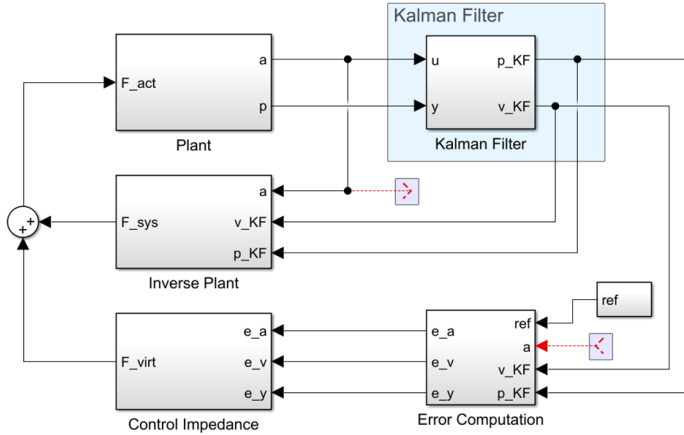 Kalman Filter
F_act
a
p
Plant
u
y
p_KF
v_KF
Kalman Filter
F_sys
a
v_KF
p_KF
Inverse Plant
+
+
ref
F_virt
e_a
e_v
e_y
Control Impedance
e_a
e_v
e_y
ref
a
v_KF
p_KF
Error Computation